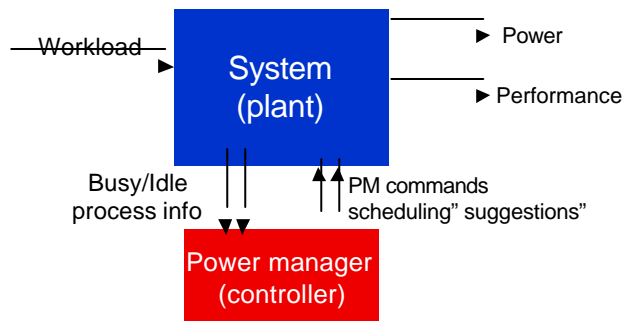 Workload
System
(plant)
Power
Performance
Busy/Idle
process info
PM commands
scheduling” suggestions”
Power manager
(controller)